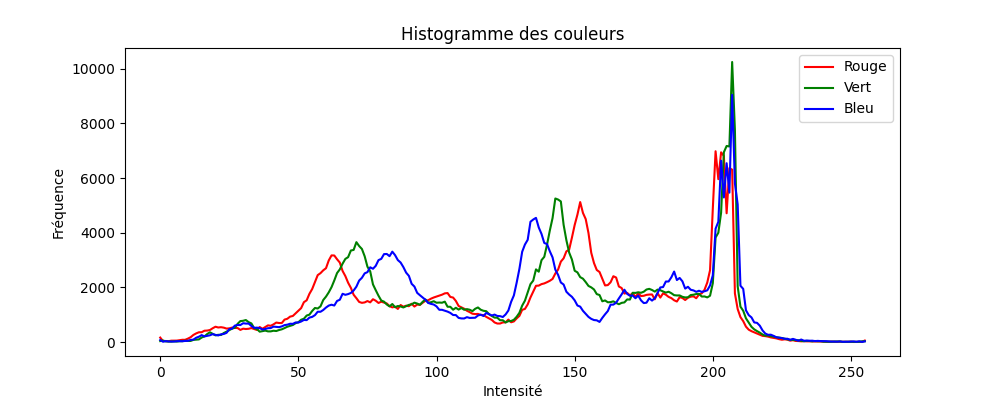 Histogramme des couleurs
Rouge
Vert
Bleu
Fréquence
10000
8000
6000
4000
2000
0
0 50 100 150 200 250
Intensité